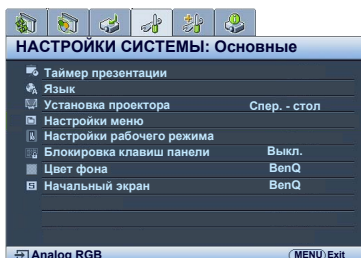 НАСТРОЙКИ СИСТЕМЫ: Основные
Таймер презентации
Язык
Установка проектора Спер. - стол
Настройки меню
Настройки рабочего режима
Блокировка клавиш панели Выкл.
Цвет фона BenQ
Начальный экран BenQ
Analog RGB MENU Exit